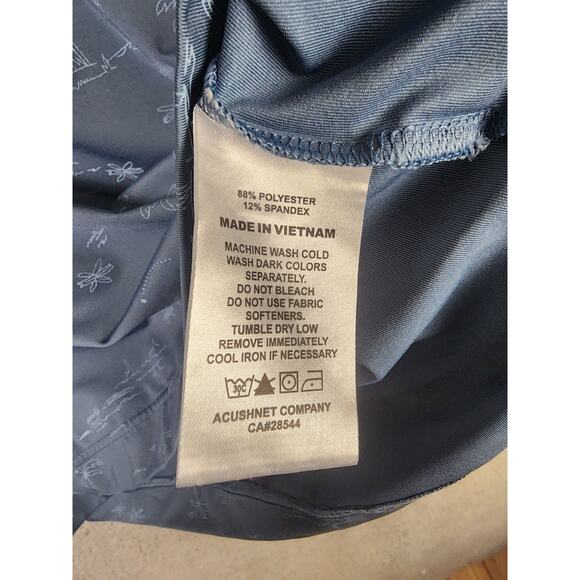 88% POLYESTER
12% SPANDEX
MADE IN VIETNAM
MACHINE WASH COLD
WASH DARK COLORS
SEPARATELY.
DO NOT BLEACH
DO NOT USE FABRIC
SOFTENERS.
TUMBLE DRY LOW
REMOVE IMMEDIATELY
COOL IRON IF NECESSARY
30C
ACUSHNET COMPANY
CA#28544